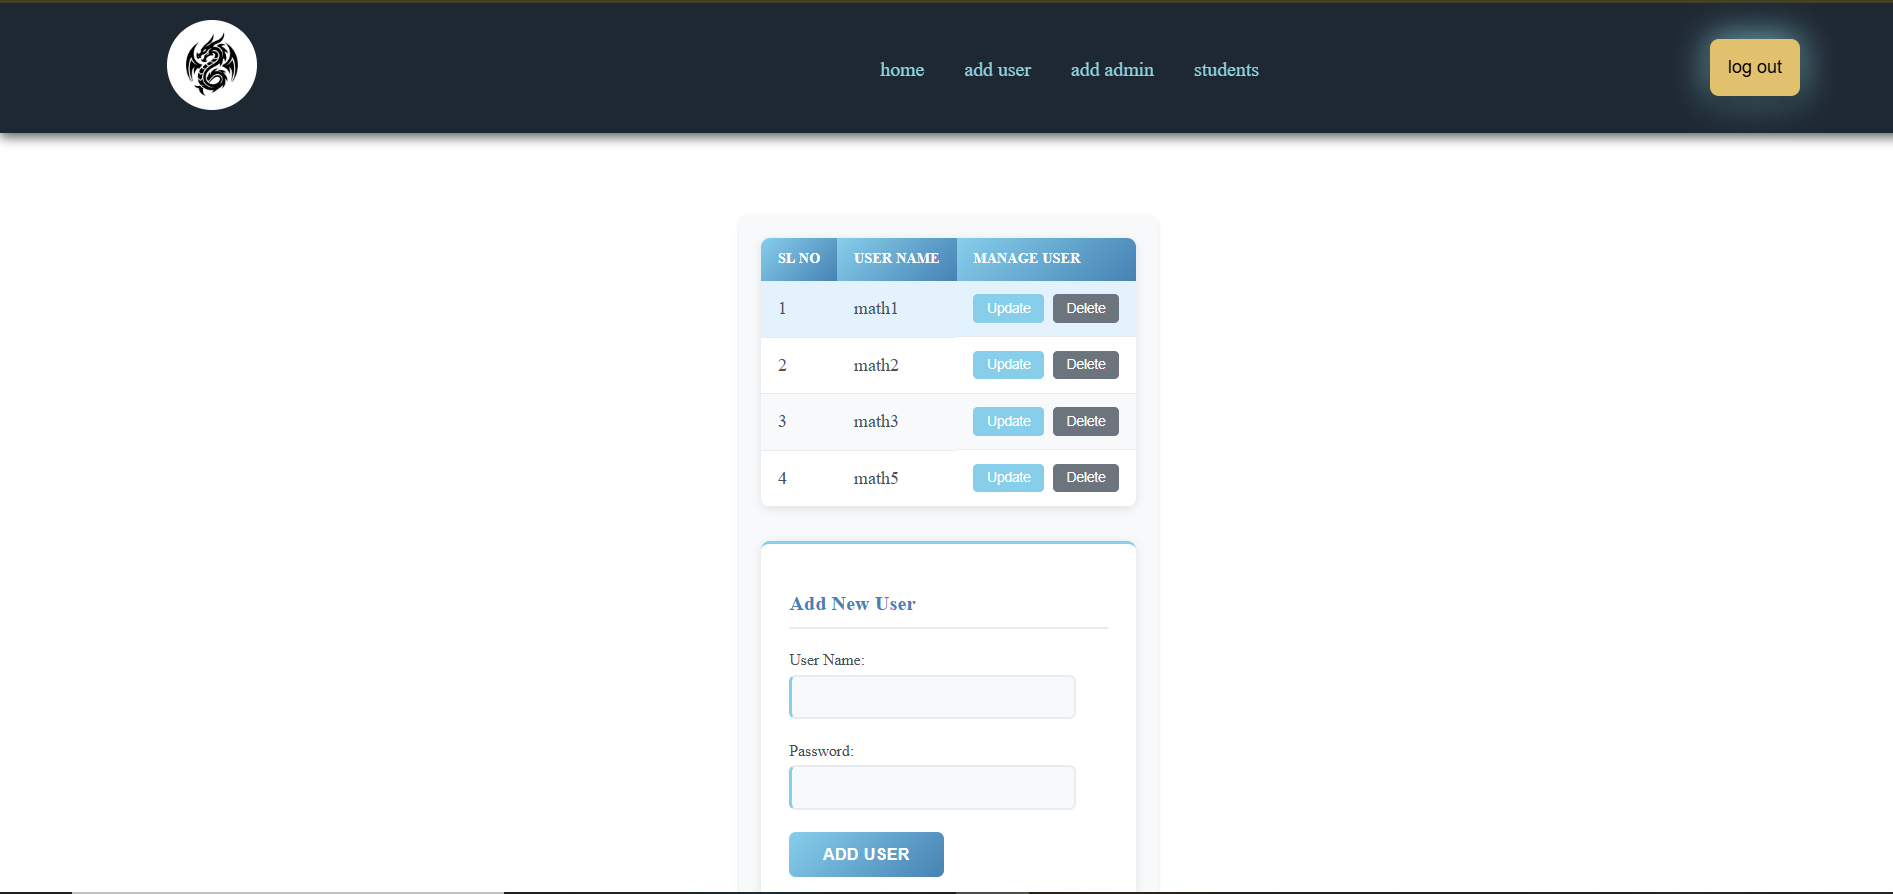 home add user add admin students log out
SL NO USER NAME MANAGE USER
1 math1 Update Delete
2 math2 Update Delete
3 math3 Update Delete
4 math5 Update Delete
Add New User
User Name:
Password:
ADD USER